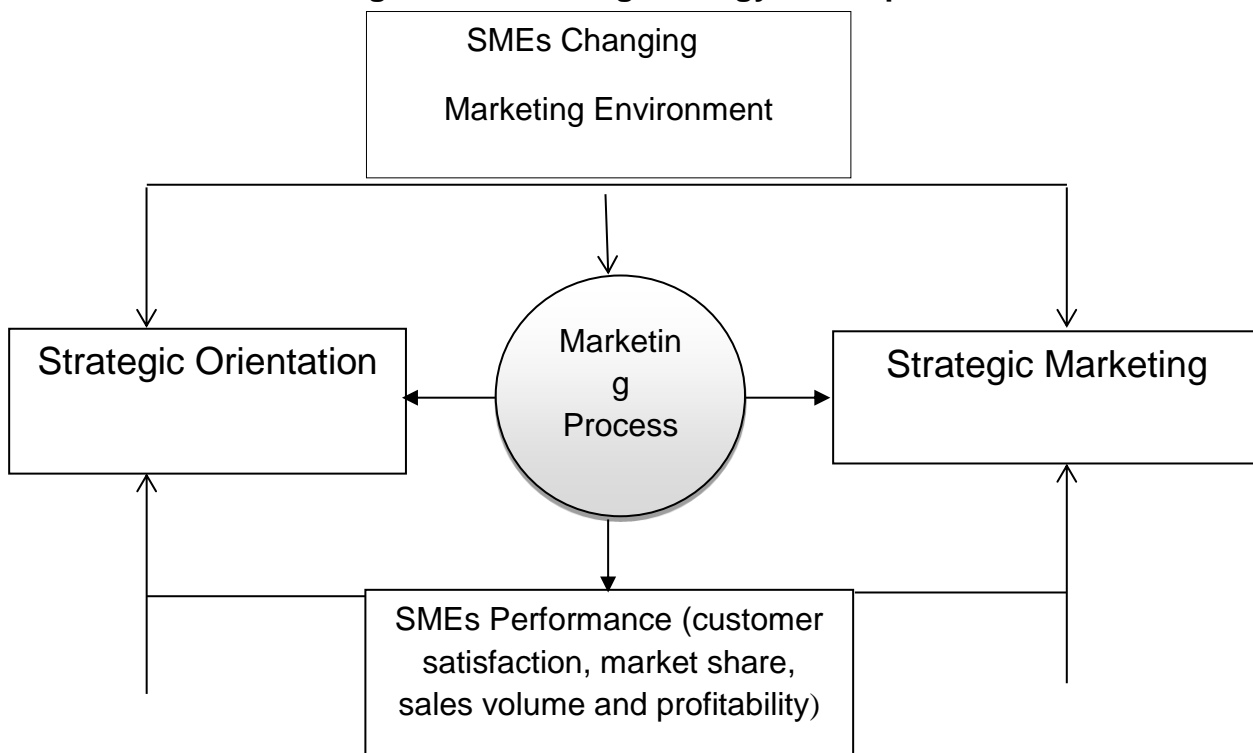 SMEs Changing
Marketing Environment
Strategic Orientation
Marketin
g
Process
Strategic Marketing
SMEs Performance (customer
satisfaction, market share,
sales volume and profitability)